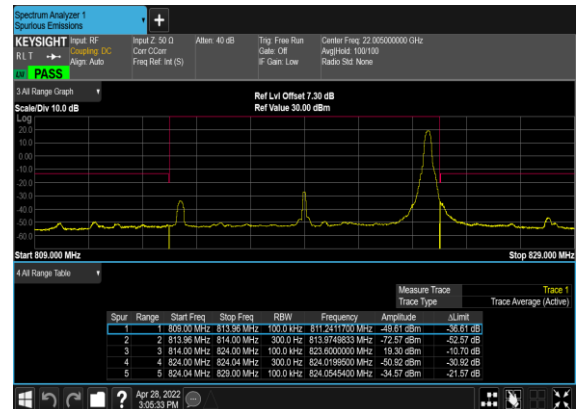 Spectrum Analyzer 1
Spurious Emissions
KEYSIGHT Input: RF Input Z: 50 Ω Atten: 40 dB Trig: Free Run Center Freq: 22.005000000 GHz
RLT Coupling: DC Corr CCorr Gate: Off Avg|Hold: 100/100
Align: Auto Freq Ref: Int (S) IF Gain: Low Radio Std: None
PASS
3 All Range Graph
Ref Lvl Offset 7.30 dB
Scale/Div 10.0 dB Ref Value 30.00 dBm
Log
20.0
10.0
0.00
-10.0
-20.0
-30.0
-40.0
-50.0
-60.0
Start 809.000 MHz Stop 829.000 MHz
4 All Range Table
Measure Trace Trace 1
Trace Type Trace Average (Active)
Spur Range Start Freq Stop Freq RBW Frequency Amplitude ΔLimit
1 1 809.00 MHz 813.96 MHz 100.0 kHz 811.2411700 MHz -49.61 dBm -36.61 dB
2 2 813.96 MHz 814.00 MHz 300.0 Hz 813.9749833 MHz -72.57 dBm -52.57 dB
3 3 814.00 MHz 824.00 MHz 100.0 kHz 823.6000000 MHz 19.30 dBm -10.70 dB
4 4 824.00 MHz 824.04 MHz 300.0 Hz 824.0199500 MHz -50.92 dBm -30.92 dB
5 5 824.04 MHz 829.00 MHz 100.0 kHz 824.0545400 MHz -34.57 dBm -21.57 dB
? Apr 28, 2022
3:05:33 PM